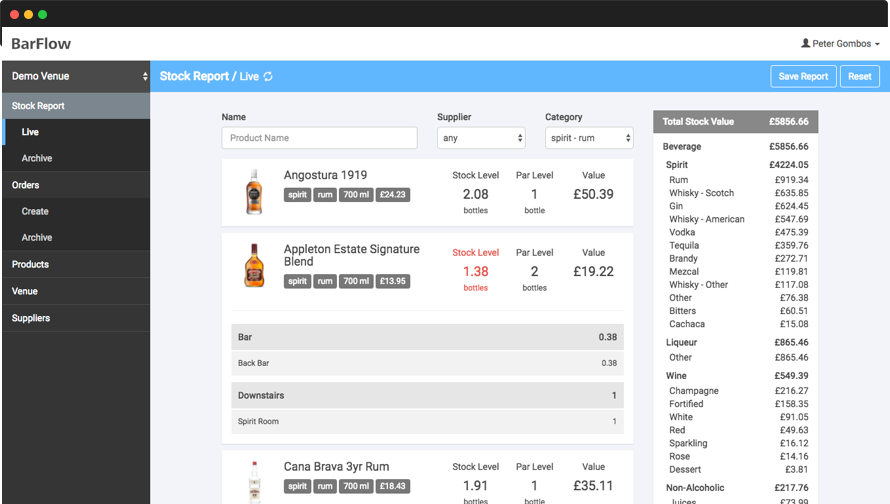 BarFlow
Peter Gombos
Demo Venue
Stock Report / Live
Save Report
Reset
Stock Report
Live
Archive
Orders
Create
Archive
Products
Venue
Suppliers
Name
Supplier
Category
Product Name
any
spirit - rum
Angostura 1919
spirit rum 700 ml £24.23
Stock Level Par Level Value
2.08 1 £50.39
bottles bottle
Appleton Estate Signature
Blend
spirit rum 700 ml £13.95
Stock Level Par Level Value
1.38 2 £19.22
bottles bottles
Bar 0.38
Back Bar 0.38
Downstairs 1
Spirit Room 1
Cana Brava 3yr Rum
spirit rum 700 ml £18.43
Stock Level Par Level Value
1.91 1 £35.11
bottles bottle
Total Stock Value £5856.66
Beverage £5856.66
Spirit £4224.05
Rum £919.34
Whisky - Scotch £635.85
Gin £624.45
Whisky - American £547.69
Vodka £475.39
Tequila £359.76
Brandy £272.71
Mezcal £119.81
Whisky - Other £117.08
Other £76.38
Bitters £60.51
Cachaca £15.08
Liqueur £865.46
Other £865.46
Wine £549.39
Champagne £216.27
Fortified £158.35
White £91.05
Red £49.63
Sparkling £16.12
Rose £14.16
Dessert £3.81
Non-Alcoholic £217.76
Juices £73.99